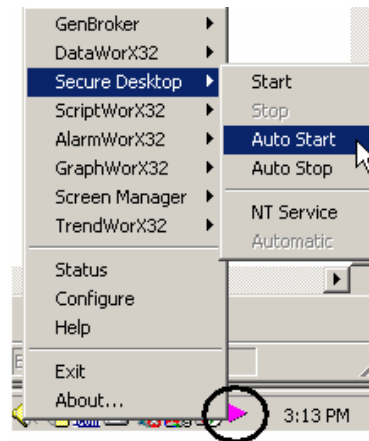 GenBroker
DataWorX32
Secure Desktop
ScriptWorX32
AlarmWorX32
GraphWorX32
Screen Manager
TrendWorX32
Status
Configure
Help
Exit
About...
Start
Stop
Auto Start
Auto Stop
NT Service
Automatic
3:13 PM